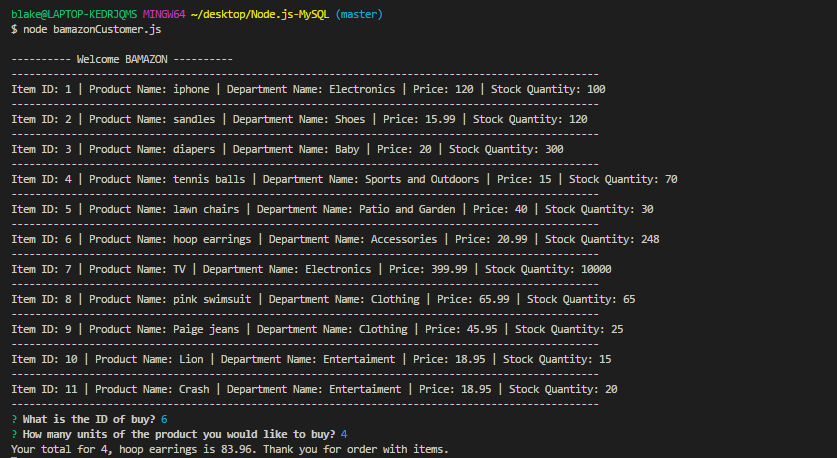 blake@LAPTOP-KEDRJQMS MINGW64 ~/desktop/Node.js-MySQL (master)
$ node bamazonCustomer.js
---------- Welcome BAMAZON ----------
--------------------------------------------------------------------------------------------------
Item ID: 1 | Product Name: iphone | Department Name: Electronics | Price: 120 | Stock Quantity: 100
--------------------------------------------------------------------------------------------------
Item ID: 2 | Product Name: sandles | Department Name: Shoes | Price: 15.99 | Stock Quantity: 120
--------------------------------------------------------------------------------------------------
Item ID: 3 | Product Name: diapers | Department Name: Baby | Price: 20 | Stock Quantity: 300
--------------------------------------------------------------------------------------------------
Item ID: 4 | Product Name: tennis balls | Department Name: Sports and Outdoors | Price: 15 | Stock Quantity: 70
--------------------------------------------------------------------------------------------------
Item ID: 5 | Product Name: lawn chairs | Department Name: Patio and Garden | Price: 40 | Stock Quantity: 30
--------------------------------------------------------------------------------------------------
Item ID: 6 | Product Name: hoop earrings | Department Name: Accessories | Price: 20.99 | Stock Quantity: 248
--------------------------------------------------------------------------------------------------
Item ID: 7 | Product Name: TV | Department Name: Electronics | Price: 399.99 | Stock Quantity: 10000
--------------------------------------------------------------------------------------------------
Item ID: 8 | Product Name: pink swimsuit | Department Name: Clothing | Price: 65.99 | Stock Quantity: 65
--------------------------------------------------------------------------------------------------
Item ID: 9 | Product Name: Paige jeans | Department Name: Clothing | Price: 45.95 | Stock Quantity: 25
--------------------------------------------------------------------------------------------------
Item ID: 10 | Product Name: Lion | Department Name: Entertaiment | Price: 18.95 | Stock Quantity: 15
--------------------------------------------------------------------------------------------------
Item ID: 11 | Product Name: Crash | Department Name: Entertaiment | Price: 18.95 | Stock Quantity: 20
--------------------------------------------------------------------------------------------------
? What is the ID of buy? 6
? How many units of the product you would like to buy? 4
Your total for 4, hoop earrings is 83.96. Thank you for order with items.